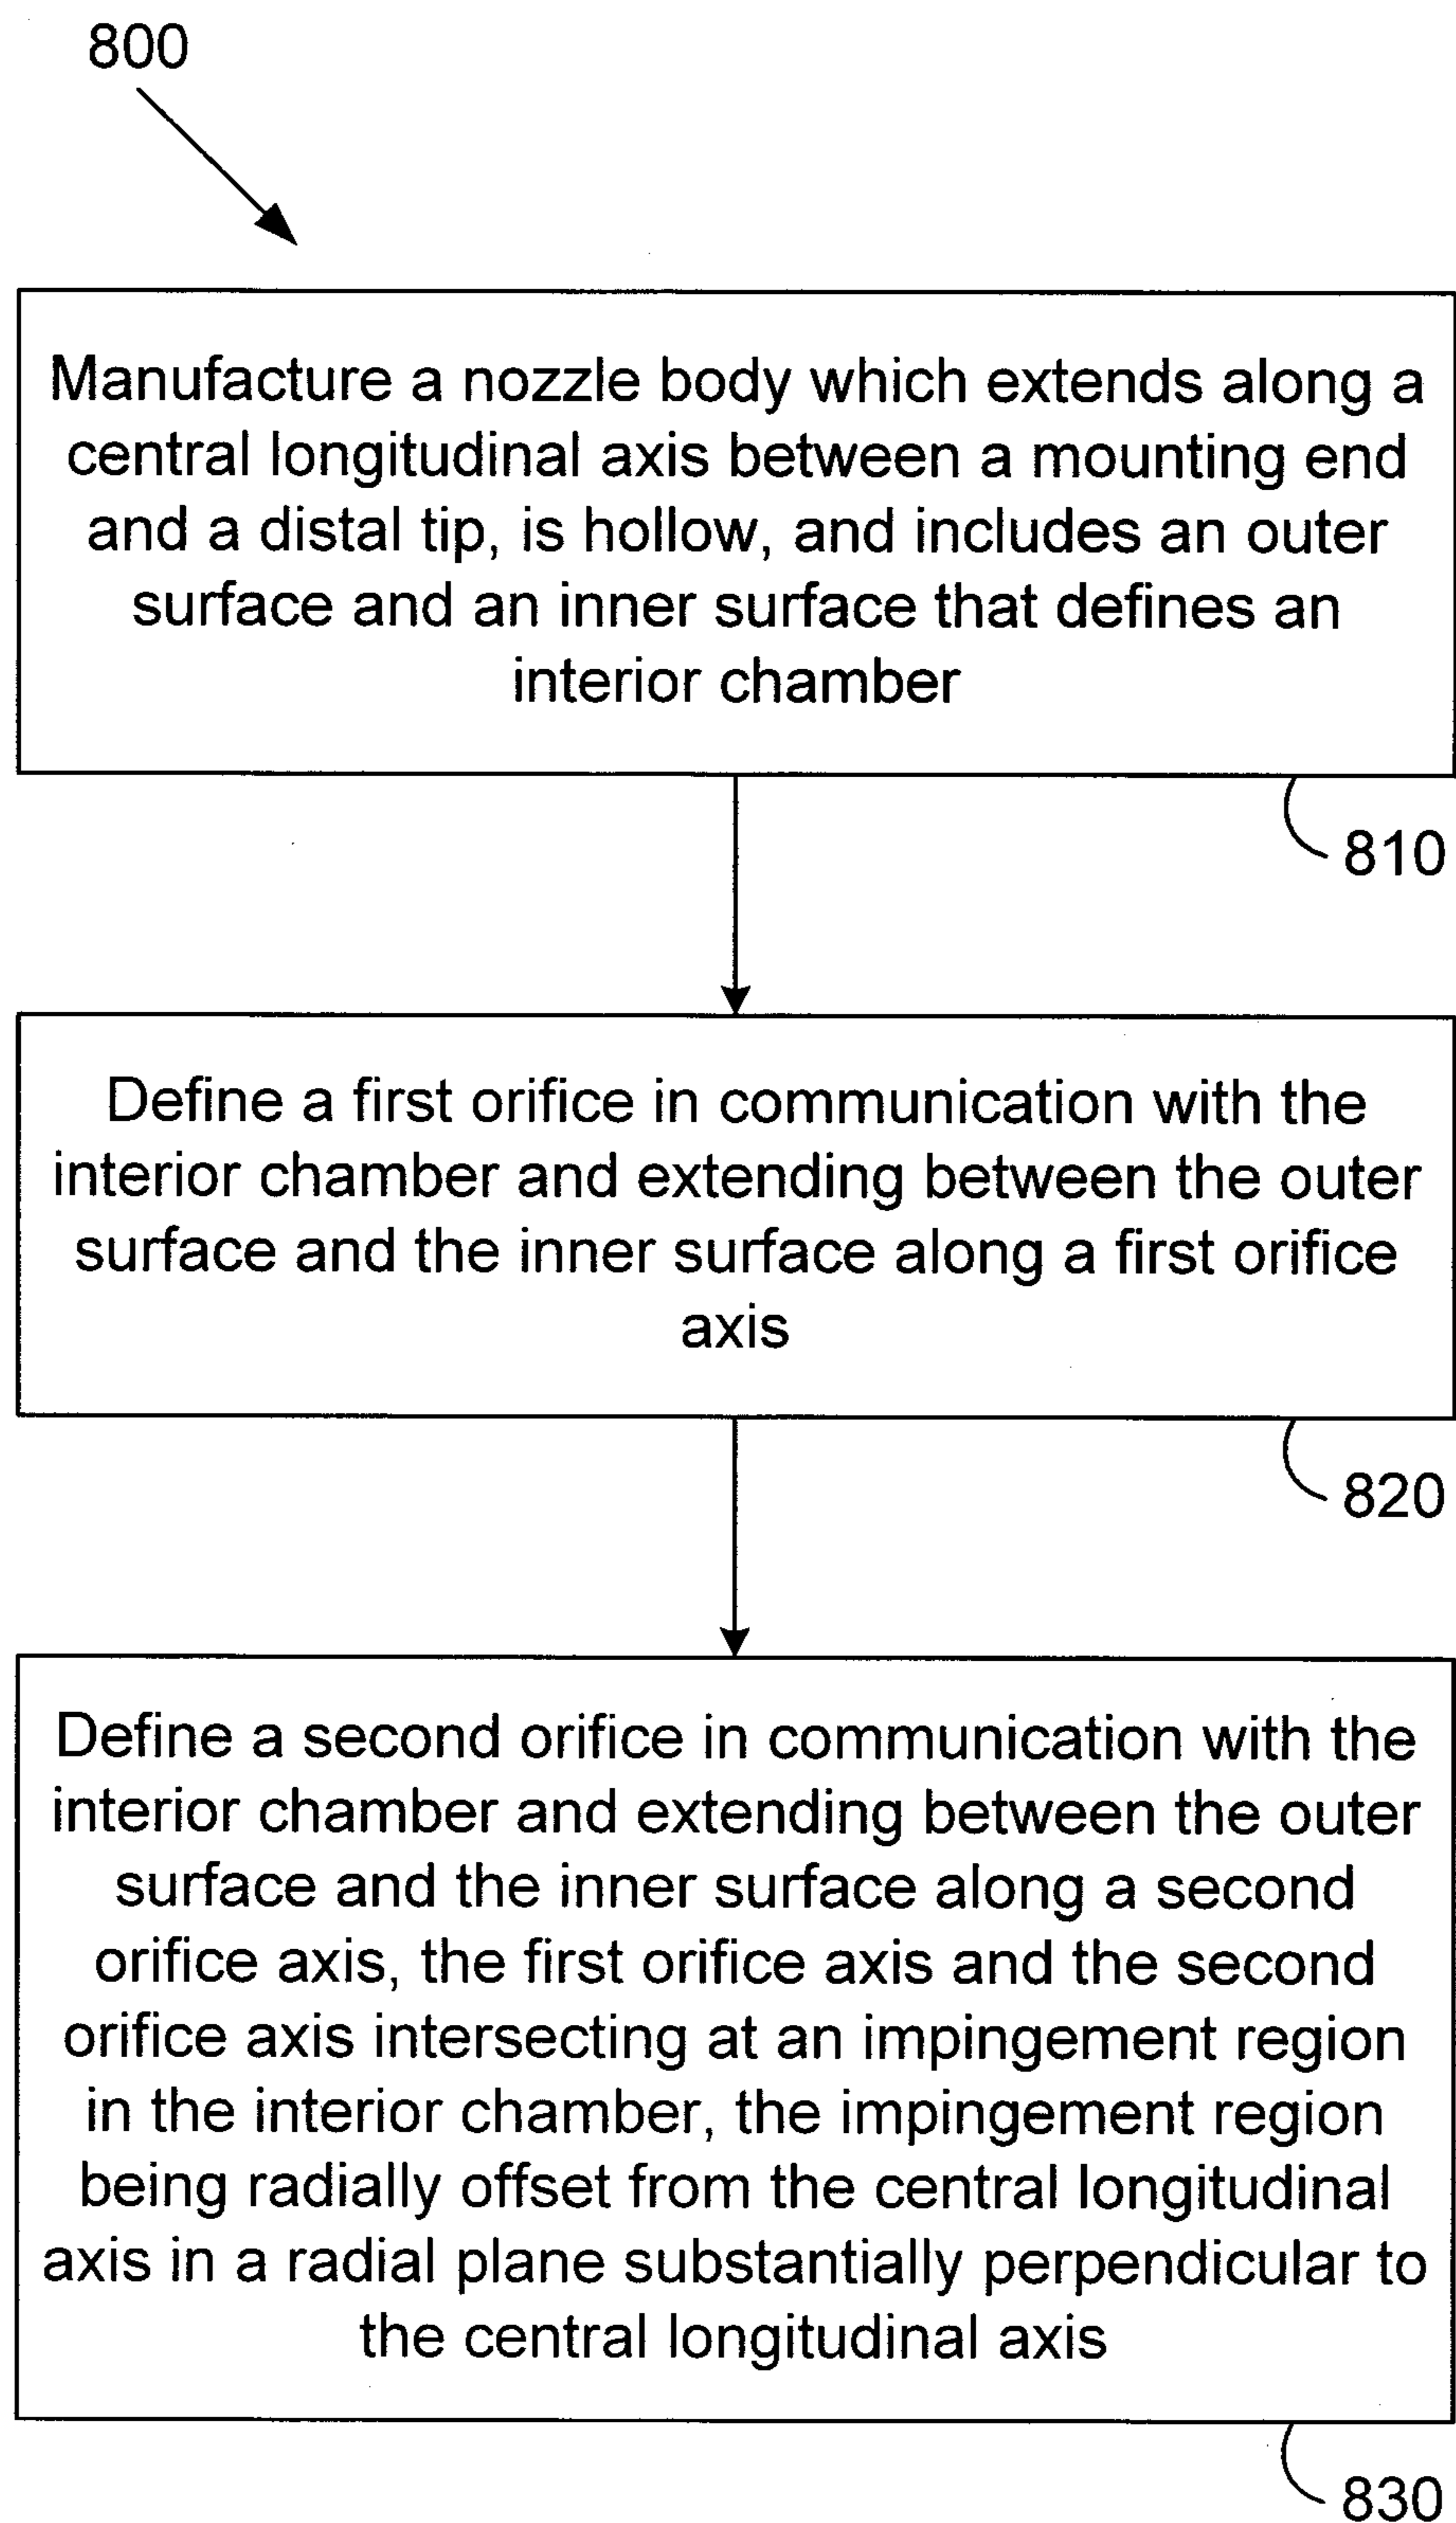 800
Manufacture a nozzle body which extends along a
central longitudinal axis between a mounting end
and a distal tip, is hollow, and includes an outer
surface and an inner surface that defines an
interior chamber
810
Define a first orifice in communication with the
interior chamber and extending between the outer
surface and the inner surface along a first orifice
axis
820
Define a second orifice in communication with the
interior chamber and extending between the outer
surface and the inner surface along a second
orifice axis, the first orifice axis and the second
orifice axis intersecting at an impingement region
in the interior chamber, the impingement region
being radially offset from the central longitudinal
axis in a radial plane substantially perpendicular to
the central longitudinal axis
830